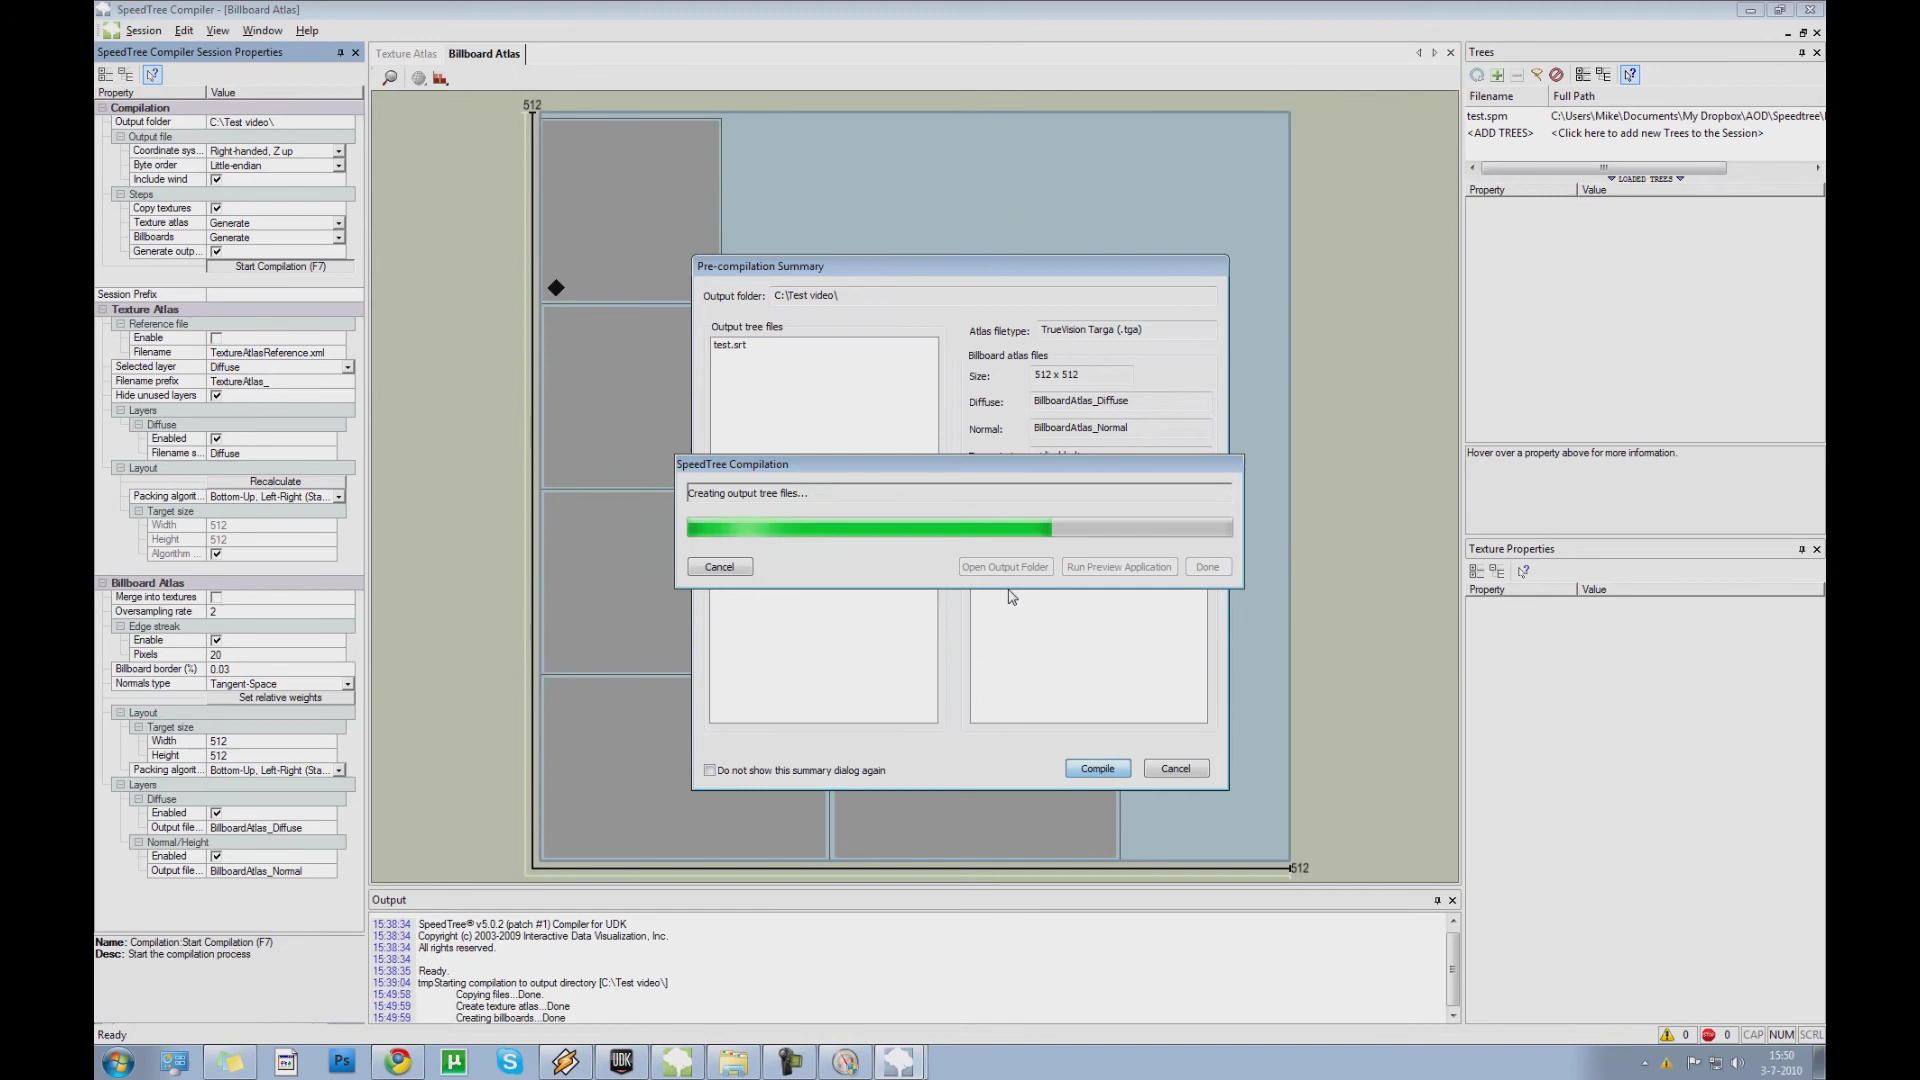 SpeedTree Compiler - [Billboard Atlas]
Session Edit View Window Help
SpeedTree Compiler Session Properties
Property Value
Compilation
Output folder C:\Test video\
Output file
Coordinate sys... Right-handed, Z up
Byte order Little-endian
Include wind
Steps
Copy textures
Texture atlas Generate
Billboards Generate
Generate outp...
Start Compilation (F7)
Session Prefix
Texture Atlas
Reference file
Enable
Filename TextureAtlasReference.xml
Selected layer Diffuse
Filename prefix TextureAtlas_
Hide unused layers
Layers
Diffuse
Enabled
Filename s... Diffuse
Layout
Recalculate
Packing algorit... Bottom-Up, Left-Right (Sta...
Target size
Width 512
Height 512
Algorithm ...
Billboard Atlas
Merge into textures
Oversampling rate 2
Edge streak
Enable
Pixels 20
Billboard border (%) 0.03
Normals type Tangent-Space
Set relative weights
Layout
Target size
Width 512
Height 512
Packing algorit... Bottom-Up, Left-Right (Sta...
Layers
Diffuse
Enabled
Output file... BillboardAtlas_Diffuse
Normal/Height
Enabled
Output file... BillboardAtlas_Normal
Name: Compilation:Start Compilation (F7)
Desc: Start the compilation process
Texture Atlas Billboard Atlas
512
512
Pre-compilation Summary
Output folder: C:\Test video\
Output tree files
test.srt
Atlas filetype: TrueVision Targa (.tga)
Billboard atlas files
Size: 512 x 512
Diffuse: BillboardAtlas_Diffuse
Normal: BillboardAtlas_Normal
SpeedTree Compilation
Creating output tree files...
Cancel Open Output Folder Run Preview Application Done
Do not show this summary dialog again
Compile Cancel
Output
15:38:34 SpeedTree® v5.0.2 (patch #1) Compiler for UDK
15:38:34 Copyright (c) 2003-2009 Interactive Data Visualization, Inc.
15:38:34 All rights reserved.
15:38:34
15:38:35 Ready.
15:39:04 tmpStarting compilation to output directory [C:\Test video\]
15:49:58 Copying files...Done.
15:49:59 Create texture atlas...Done
15:49:59 Creating billboards...Done
Trees
Filename Full Path
test.spm C:\Users\Mike\Documents\My Dropbox\AOD\Speedtree\
<ADD TREES> <Click here to add new Trees to the Session>
LOADED TREES
Property Value
Hover over a property above for more information.
Texture Properties
Property Value
Ready
0 0 CAP NUM SCRL
Ps
UDK
15:50
3-7-2010